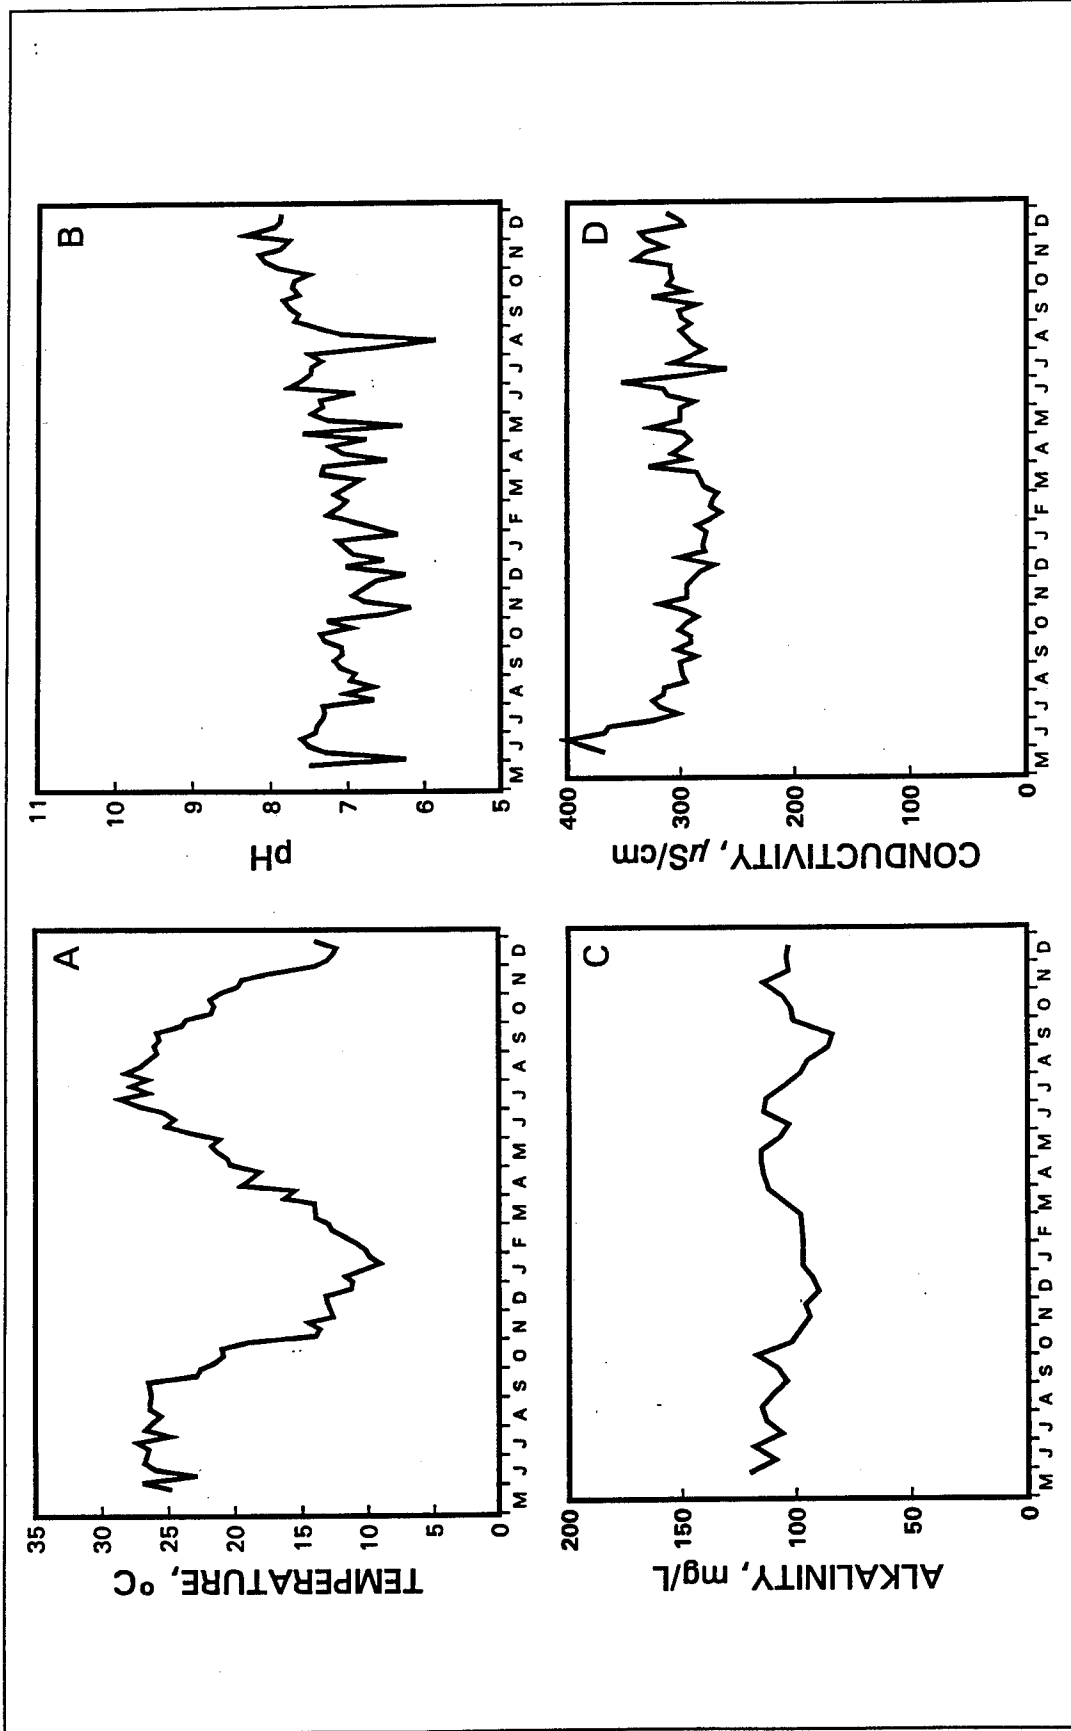 A
35
30
25
20
15
10
5
0
TEMPERATURE, °C
M J J A S O N D J F M A M J J A S O N D
B
11
10
9
8
7
6
5
pH
M J J A S O N D J F M A M J J A S O N D
C
200
150
100
50
0
ALKALINITY, mg/L
M J J A S O N D J F M A M J J A S O N D
D
400
300
200
100
0
CONDUCTIVITY, μS/cm
M J J A S O N D J F M A M J J A S O N D